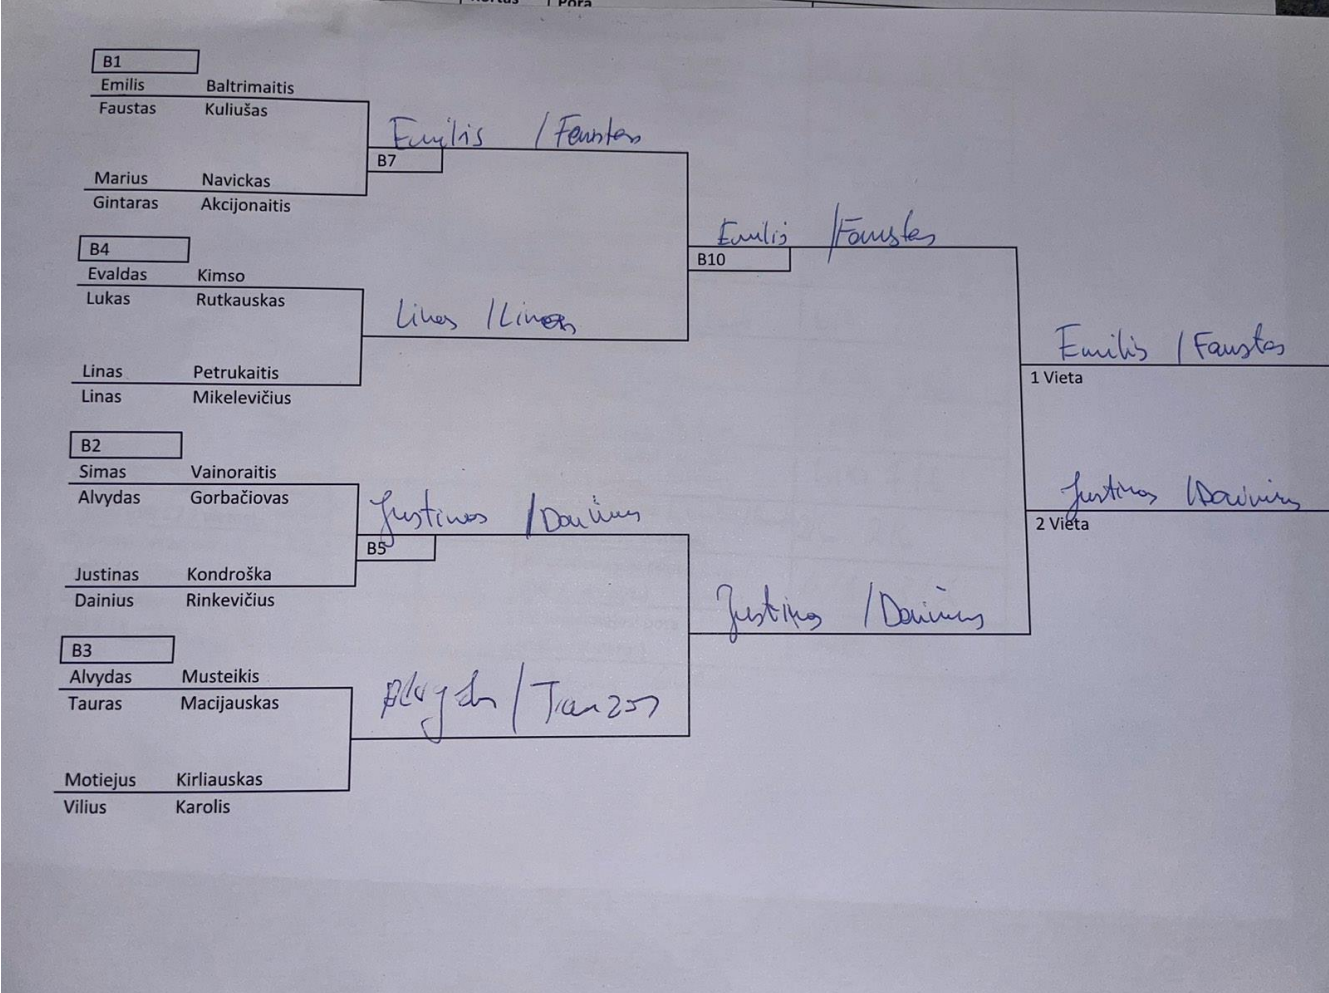 Pora
B1
Emilis Baltrimaitis
Faustas Kuliušas
Emilis / Faustas
B7
Marius Navickas
Gintaras Akcijonaitis
Emilis / Faustas
B10
B4
Evaldas Kimso
Lukas Rutkauskas
Linas / Linas
Emilis / Faustas
1 Vieta
Linas Petrukaitis
Linas Mikelevičius
B2
Simas Vainoraitis
Alvydas Gorbačiovas
Justinas / Dainius
B5
Justinas / Dainius
2 Vieta
Justinas Kondroška
Dainius Rinkevičius
Justinas / Dainius
B3
Alvydas Musteikis
Tauras Macijauskas
Motiejus Kirliauskas
Vilius Karolis